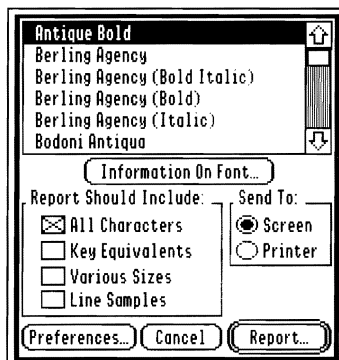 Antique Bold
Berling Agency
Berling Agency (Bold Italic)
Berling Agency (Bold)
Berling Agency (Italic)
Bodoni Antiqua
Information On Font...
Report Should Include:
All Characters
Key Equivalents
Various Sizes
Line Samples
Send To:
Screen
Printer
Preferences... Cancel Report...